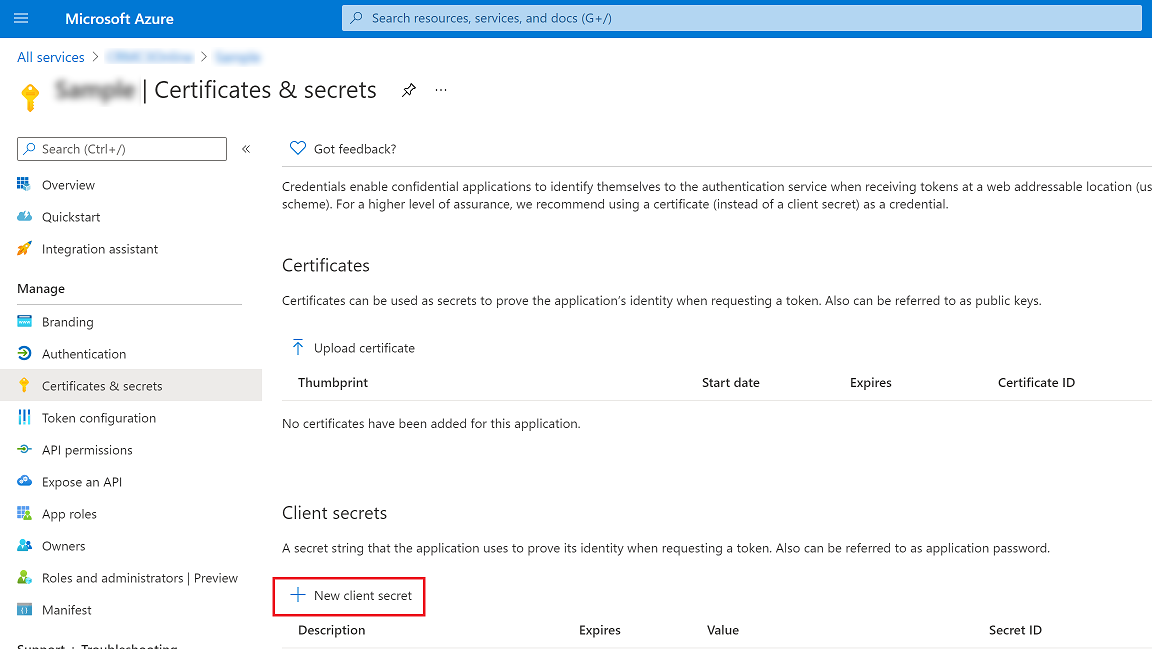 Microsoft Azure
Search resources, services, and docs (G+/)
All services
| Certificates & secrets
Search (Ctrl+/)
Overview
Quickstart
Integration assistant
Manage
Branding
Authentication
Certificates & secrets
Token configuration
API permissions
Expose an API
App roles
Owners
Roles and administrators | Preview
Manifest
Support + Troubleshooting
Got feedback?
Credentials enable confidential applications to identify themselves to the authentication service when receiving tokens at a web addressable location (us
scheme). For a higher level of assurance, we recommend using a certificate (instead of a client secret) as a credential.
Certificates
Certificates can be used as secrets to prove the application's identity when requesting a token. Also can be referred to as public keys.
Upload certificate
Thumbprint Start date Expires Certificate ID
No certificates have been added for this application.
Client secrets
A secret string that the application uses to prove its identity when requesting a token. Also can be referred to as application password.
New client secret
Description Expires Value Secret ID